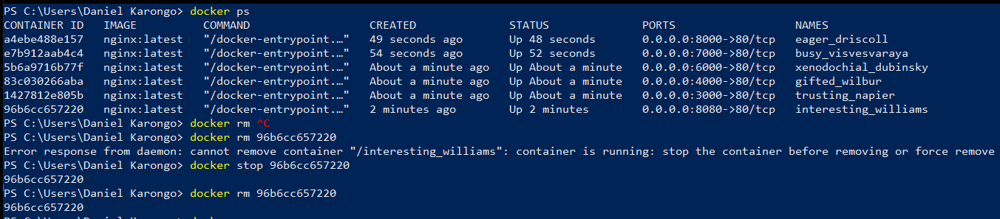 PS C:\Users\Daniel Karongo> docker ps
CONTAINER ID   IMAGE          COMMAND                  CREATED              STATUS              PORTS                  NAMES
a4ebe488e157   nginx:latest   "/docker-entrypoint.…"   49 seconds ago       Up 48 seconds       0.0.0.0:8000->80/tcp   eager_driscoll
e7b912aab4c4   nginx:latest   "/docker-entrypoint.…"   54 seconds ago       Up 52 seconds       0.0.0.0:7000->80/tcp   busy_visvesvaraya
5b6a9716b77f   nginx:latest   "/docker-entrypoint.…"   About a minute ago   Up About a minute   0.0.0.0:6000->80/tcp   xenodochial_dubinsky
83c030266aba   nginx:latest   "/docker-entrypoint.…"   About a minute ago   Up About a minute   0.0.0.0:4000->80/tcp   gifted_wilbur
1427812e805b   nginx:latest   "/docker-entrypoint.…"   About a minute ago   Up About a minute   0.0.0.0:3000->80/tcp   trusting_napier
96b6cc657220   nginx:latest   "/docker-entrypoint.…"   2 minutes ago        Up 2 minutes        0.0.0.0:8080->80/tcp   interesting_williams
PS C:\Users\Daniel Karongo> docker rm ^C
PS C:\Users\Daniel Karongo> docker rm 96b6cc657220
Error response from daemon: cannot remove container "/interesting_williams": container is running: stop the container before removing or force remove
PS C:\Users\Daniel Karongo> docker stop 96b6cc657220
96b6cc657220
PS C:\Users\Daniel Karongo> docker rm 96b6cc657220
96b6cc657220